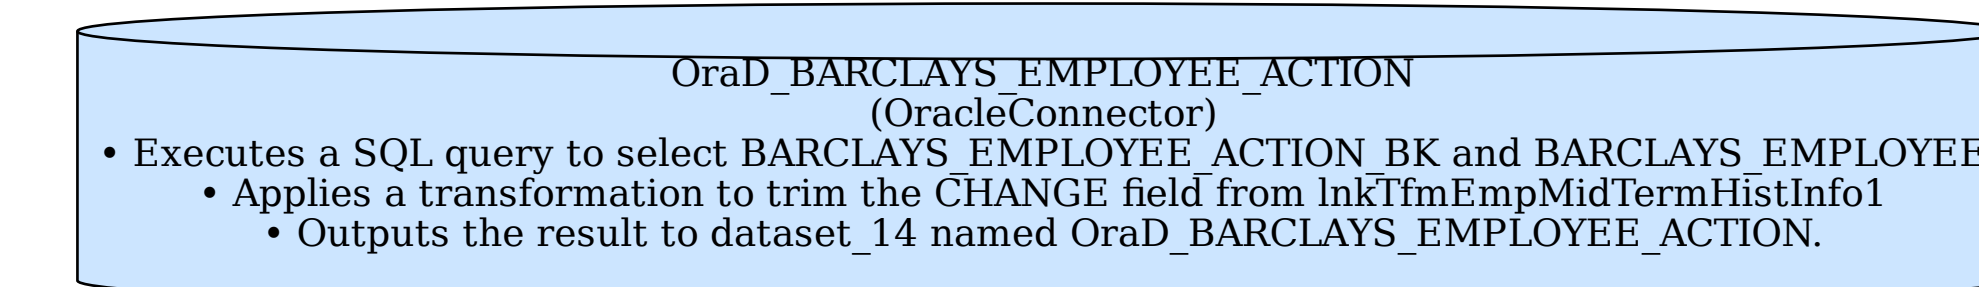 OraD_BARCLAYS_EMPLOYEE_ACTION
(OracleConnector)
• Executes a SQL query to select BARCLAYS_EMPLOYEE_ACTION_BK and BARCLAYS_EMPLOYEE
• Applies a transformation to trim the CHANGE field from lnkTfmEmpMidTermHistInfo1
• Outputs the result to dataset_14 named OraD_BARCLAYS_EMPLOYEE_ACTION.